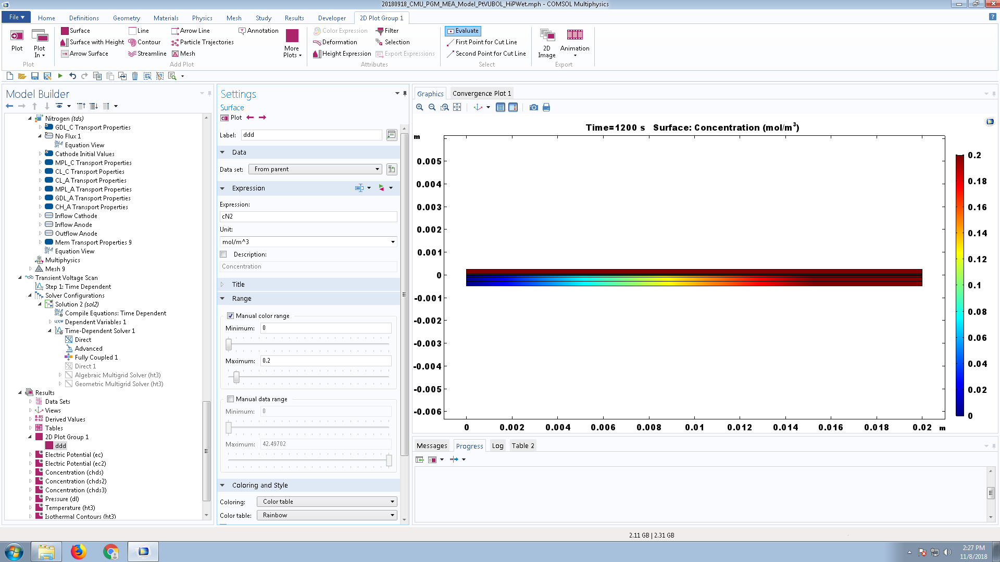 20180918_CMU_PGM_MEA_Model_PtVUBOL_HiPWet.mph - COMSOL Multiphysics
File Home Definitions Geometry Materials Physics Mesh Study Results Developer 2D Plot Group 1
Plot
Plot In
Plot
Surface Line Arrow Line Annotation
Surface with Height Contour Particle Trajectories
Arrow Surface Streamline Mesh
More Plots
Add Plot
Color Expression Filter
Deformation Selection
Height Expression Export Expressions
Attributes
Evaluate
First Point for Cut Line
Second Point for Cut Line
Select
2D Image
Animation
Export
Model Builder
Nitrogen (tds)
GDL_C Transport Properties
No Flux 1
Equation View
Cathode Initial Values
MPL_C Transport Properties
CL_C Transport Properties
CL_A Transport Properties
MPL_A Transport Properties
GDL_A Transport Properties
CH_A Transport Properties
Inflow Cathode
Inflow Anode
Outflow Anode
Mem Transport Properties 9
Equation View
Multiphysics
Mesh 9
Transient Voltage Scan
Step 1: Time Dependent
Solver Configurations
Solution 2 (sol2)
Compile Equations: Time Dependent
Dependent Variables 1
Time-Dependent Solver 1
Direct
Advanced
Fully Coupled 1
Direct 1
Algebraic Multigrid Solver (ht3)
Geometric Multigrid Solver (ht3)
Results
Data Sets
Views
Derived Values
Tables
2D Plot Group 1
ddd
Electric Potential (ec)
Electric Potential (ec2)
Concentration (chds)
Concentration (chds2)
Concentration (chds3)
Pressure (dl)
Temperature (ht3)
Isothermal Contours (ht3)
Settings
Surface
Plot
Label: ddd
Data
Data set: From parent
Expression
Expression:
cN2
Unit:
mol/m^3
Description:
Concentration
Title
Range
Manual color range
Minimum: 0
Maximum: 0.2
Manual data range
Minimum: 0
Maximum: 42.49702
Coloring and Style
Coloring: Color table
Color table: Rainbow
Graphics Convergence Plot 1
Time=1200 s Surface: Concentration (mol/m³)
m
0.005
0.004
0.003
0.002
0.001
0
-0.001
-0.002
-0.003
-0.004
-0.005
-0.006
0 0.002 0.004 0.006 0.008 0.01 0.012 0.014 0.016 0.018 0.02 m
0.2
0.18
0.16
0.14
0.12
0.1
0.08
0.06
0.04
0.02
0
Messages Progress Log Table 2
2.11 GB | 2.31 GB
2:27 PM
11/8/2018